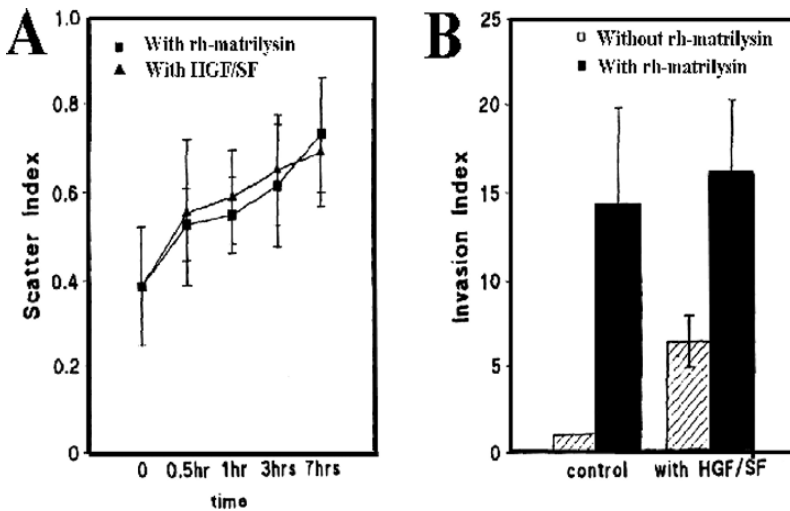 A
1.0
0.8
0.6
0.4
0.2
0
Scatter Index
With rh-matrilysin
With HGF/SF
0 0.5hr 1hr 3hrs 7hrs
time
B
25
20
15
10
5
0
Invasion Index
Without rh-matrilysin
With rh-matrilysin
control with HGF/SF